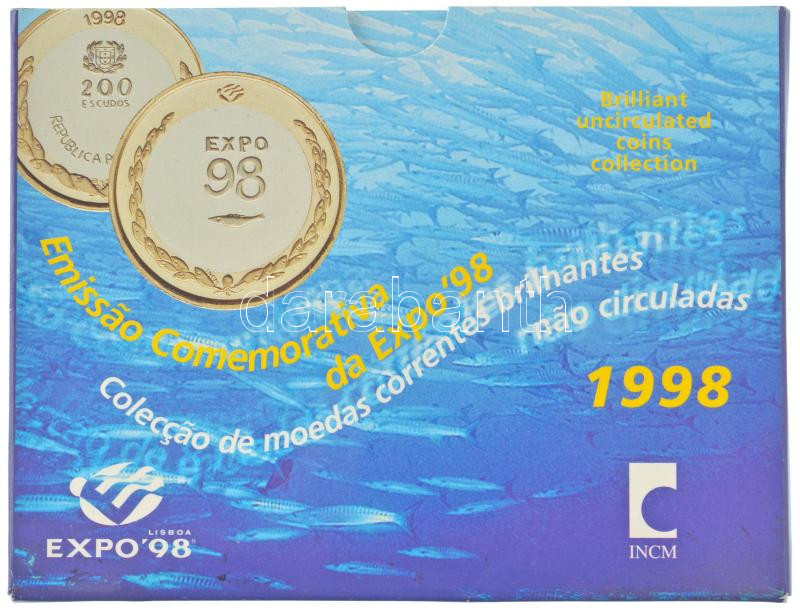 1998
200
ESCUDOS
REPUBLICA P
EXPO
98
Brilliant
uncirculated
coins
collection
Emissão Comemorativa
da Expo'98
Colecção de moedas correntes brilhantes
não circuladas
1998
darabanth
LISBOA
EXPO'98
INCM